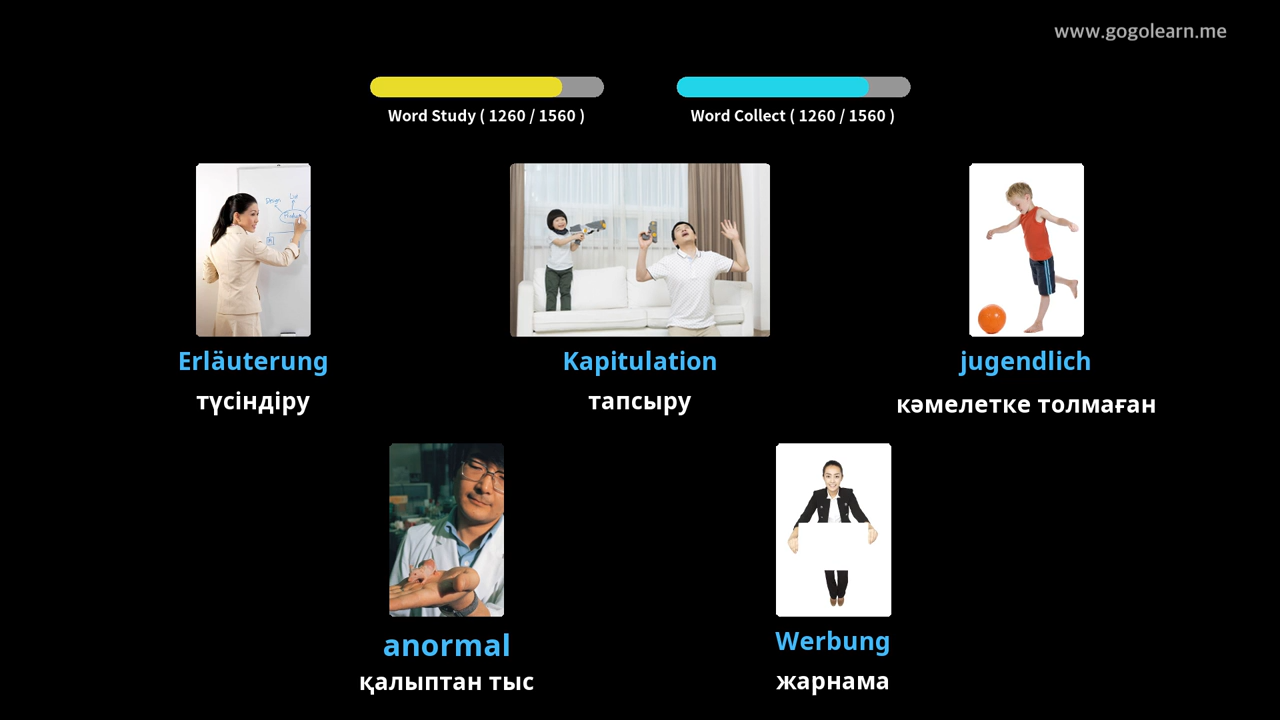 www.gogolearn.me
Word Study ( 1260 / 1560 )
Word Collect ( 1260 / 1560 )
Erläuterung
түсіндіру
Kapitulation
тапсыру
jugendlich
кәмелетке толмаған
anormal
қалыптан тыс
Werbung
жарнама